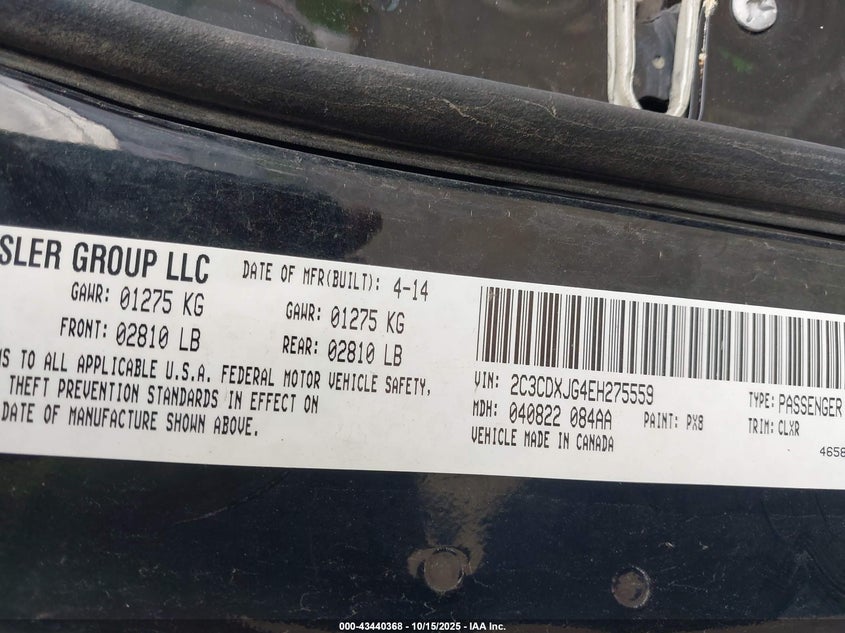 SLER GROUP LLC
DATE OF MFR(BUILT): 4-14
GAWR: 01275 KG
GAWR: 01275 KG
FRONT: 02810 LB
REAR: 02810 LB
S TO ALL APPLICABLE U.S.A. FEDERAL MOTOR VEHICLE SAFETY,
THEFT PREVENTION STANDARDS IN EFFECT ON
DATE OF MANUFACTURE SHOWN ABOVE.
VIN: 2C3CDXJG4EH275559
TYPE: PASSENGER
MDH: 040822 084AA
PAINT: PX8
TRIM: CLXR
VEHICLE MADE IN CANADA
4658
000-43440368 - 10/15/2025 - IAA Inc.